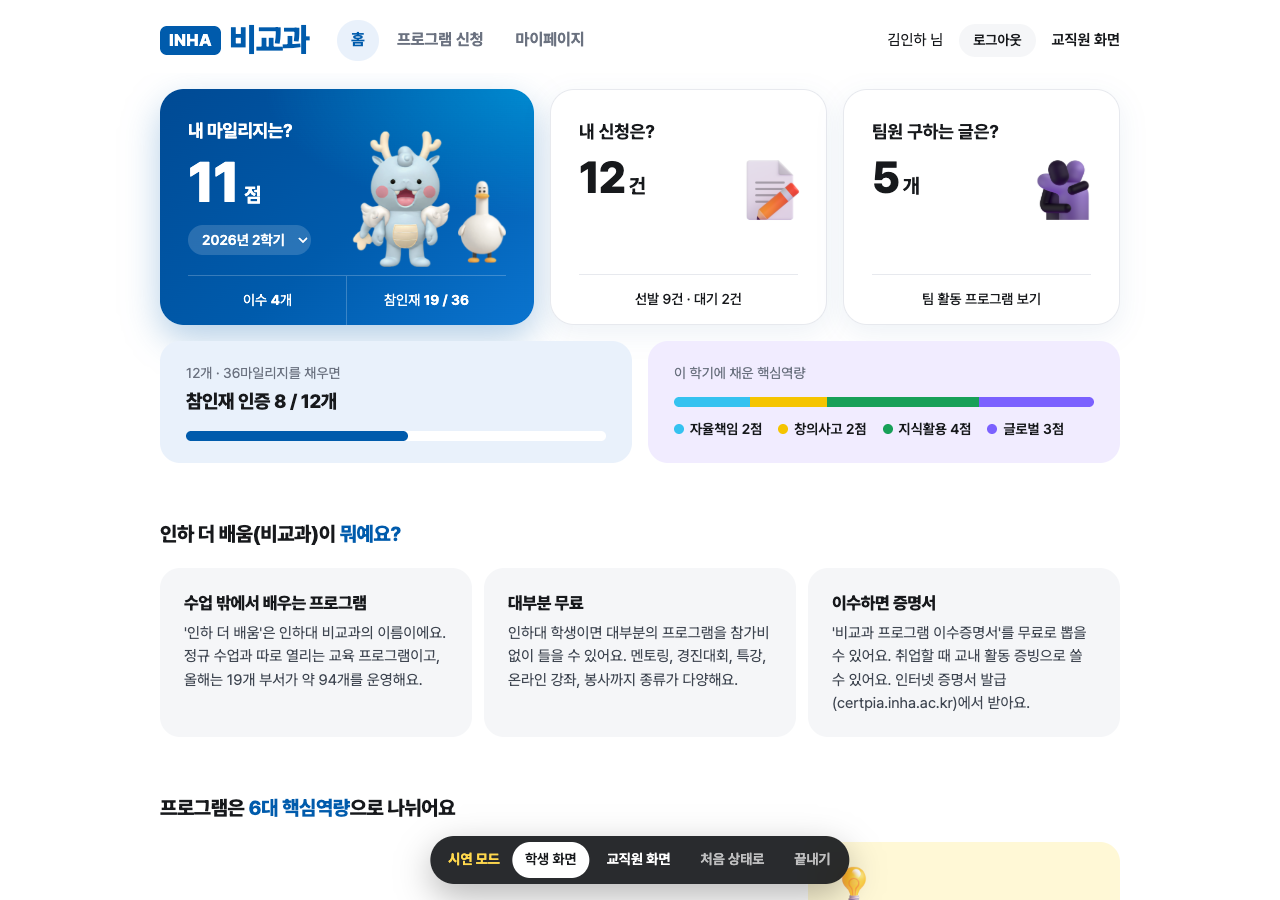 INHA 비교과 홈 프로그램 신청 마이페이지 김인하 님 로그아웃 교직원 화면
내 마일리지는?
11점
2026년 2학기
이수 4개
참인재 19 / 36
내 신청은?
12건
선발 9건 · 대기 2건
팀원 구하는 글은?
5개
팀 활동 프로그램 보기
12개 · 36마일리지를 채우면
참인재 인증 8 / 12개
이 학기에 채운 핵심역량
자율책임 2점 창의사고 2점 지식활용 4점 글로벌 3점
인하 더 배움(비교과)이 뭐예요?
수업 밖에서 배우는 프로그램
'인하 더 배움'은 인하대 비교과의 이름이에요.
정규 수업과 따로 열리는 교육 프로그램이고,
올해는 19개 부서가 약 94개를 운영해요.
대부분 무료
인하대 학생이면 대부분의 프로그램을 참가비
없이 들을 수 있어요. 멘토링, 경진대회, 특강,
온라인 강좌, 봉사까지 종류가 다양해요.
이수하면 증명서
'비교과 프로그램 이수증명서'를 무료로 뽑을
수 있어요. 취업할 때 교내 활동 증빙으로 쓸
수 있어요. 인터넷 증명서 발급
(certpia.inha.ac.kr)에서 받아요.
프로그램은 6대 핵심역량으로 나뉘어요
시연 모드 학생 화면 교직원 화면 처음 상태로 끝내기